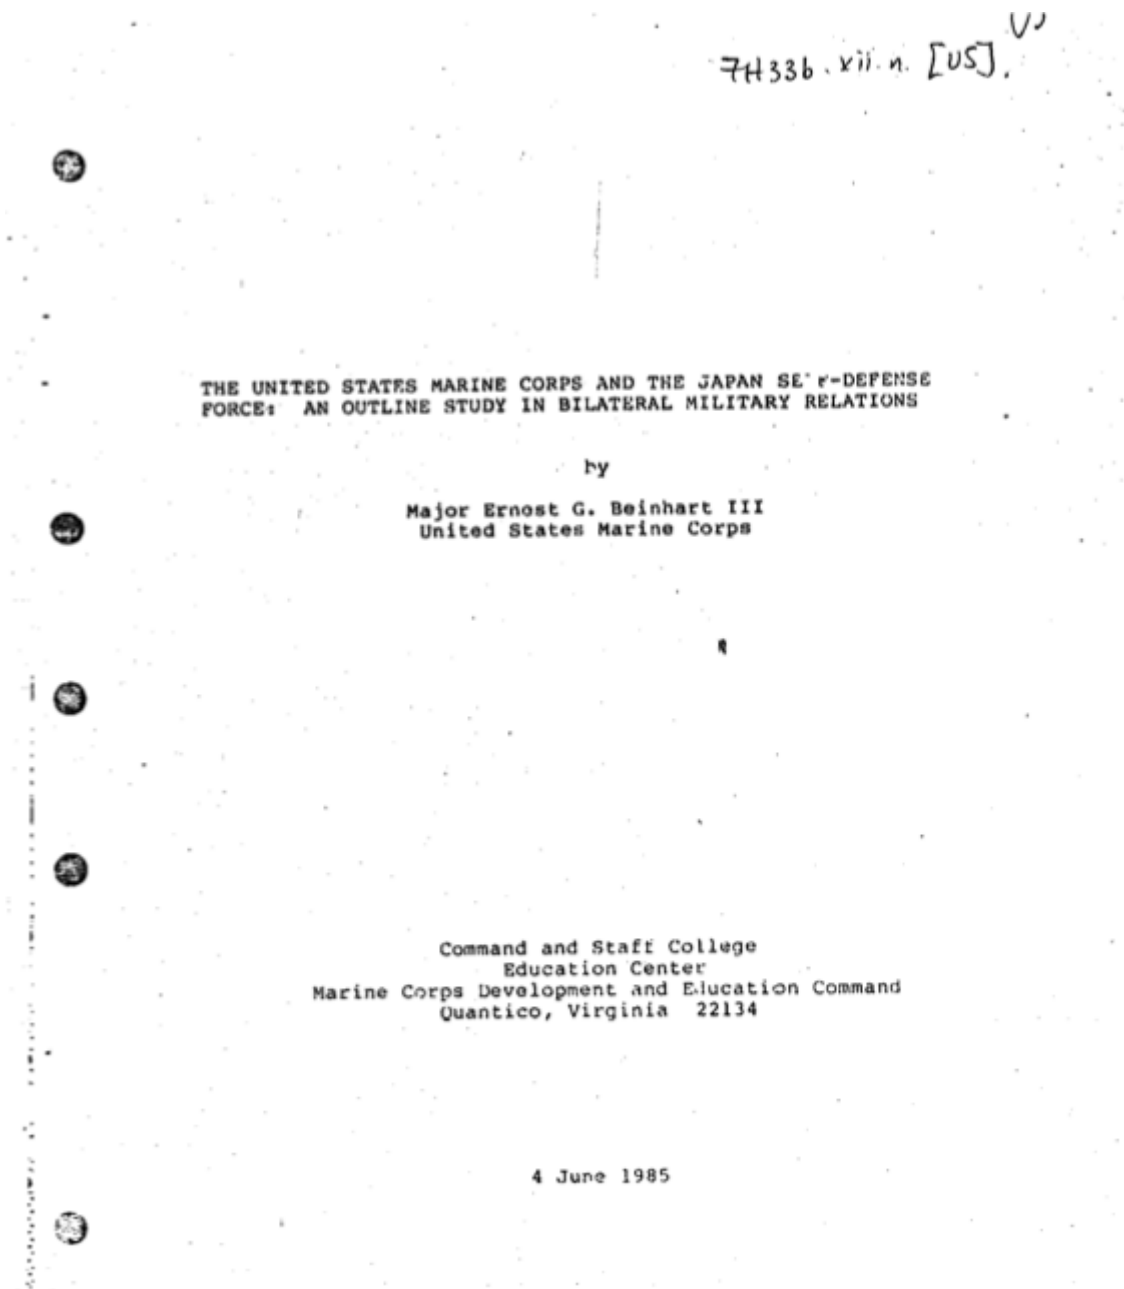 7H336.xii.n. [US].
THE UNITED STATES MARINE CORPS AND THE JAPAN SE F-DEFENSE
FORCE: AN OUTLINE STUDY IN BILATERAL MILITARY RELATIONS
by
Major Ernost G. Beinhart III
United States Marine Corps
Command and Staff College
Education Center
Marine Corps Development and Education Command
Quantico, Virginia 22134
4 June 1985